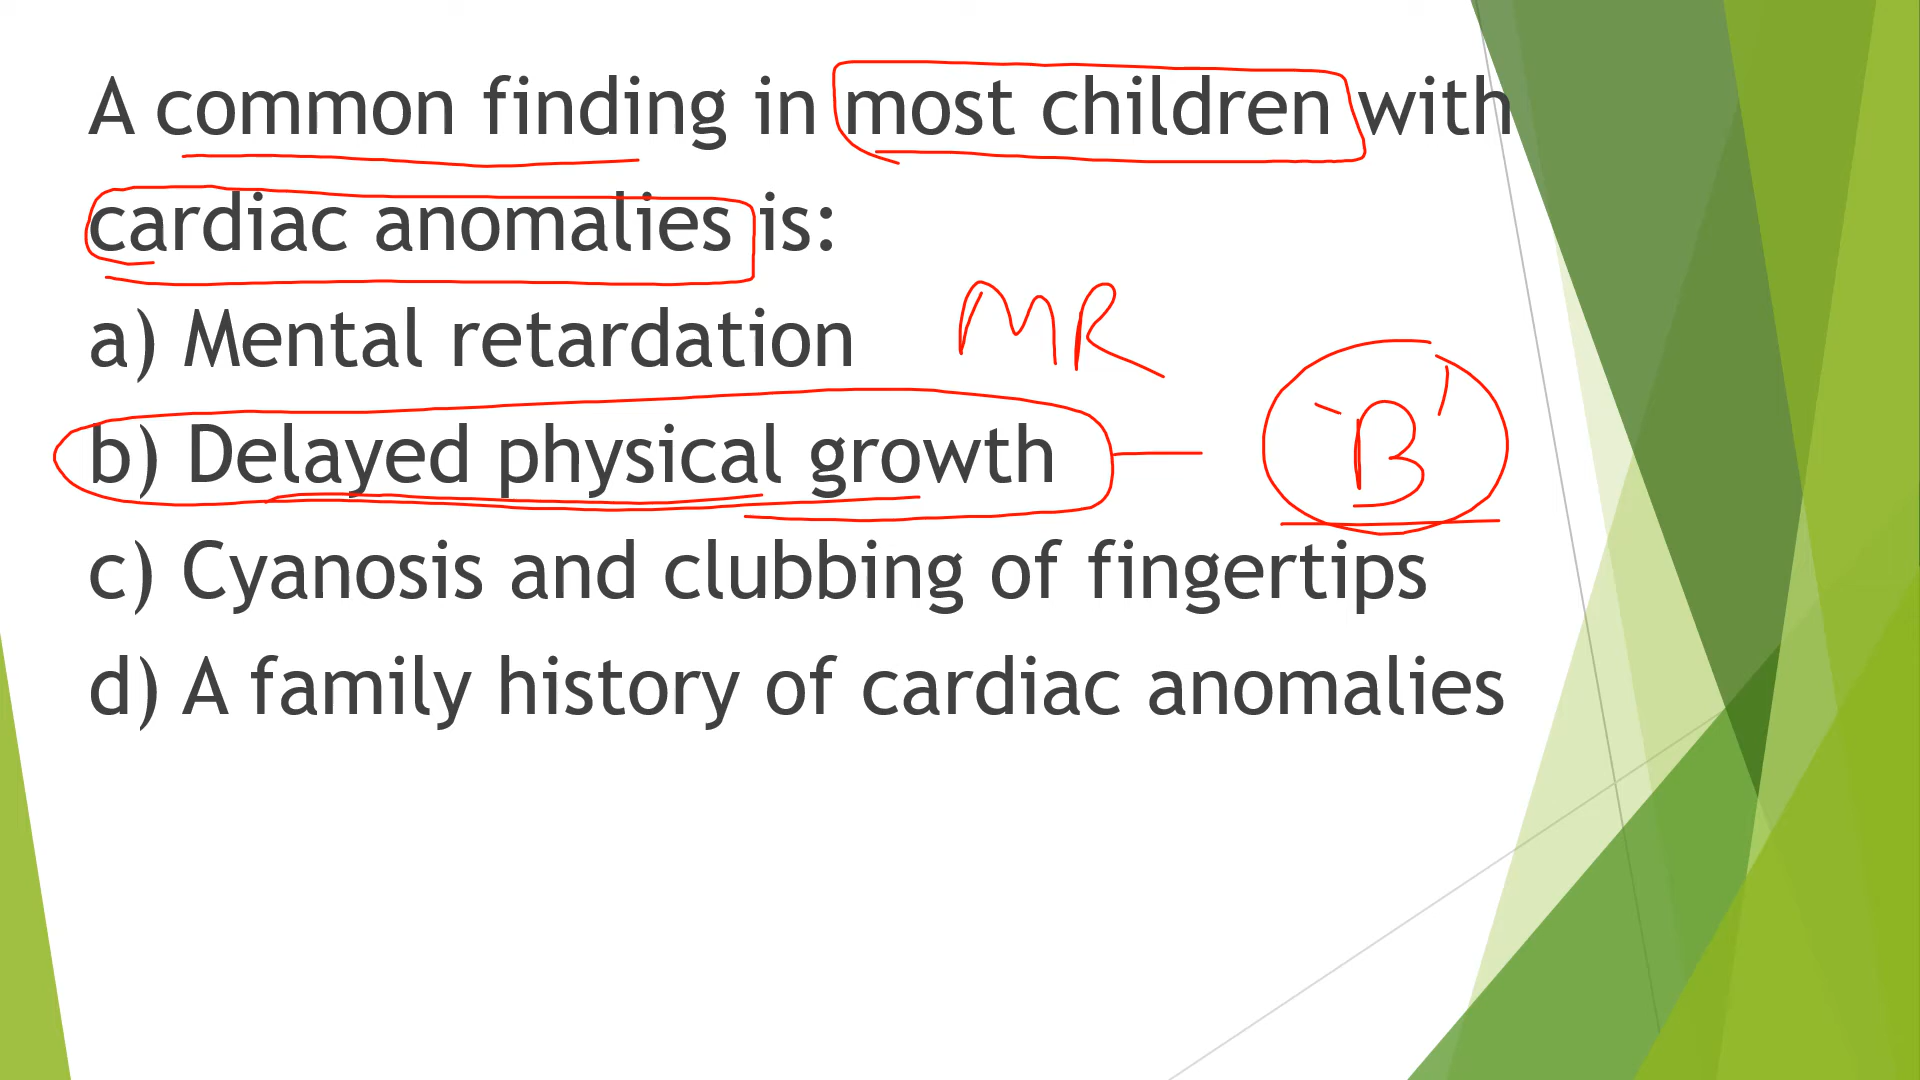 A common finding in most children with
cardiac anomalies is:
a) Mental retardation MR
b) Delayed physical growth 'B'
c) Cyanosis and clubbing of fingertips
d) A family history of cardiac anomalies